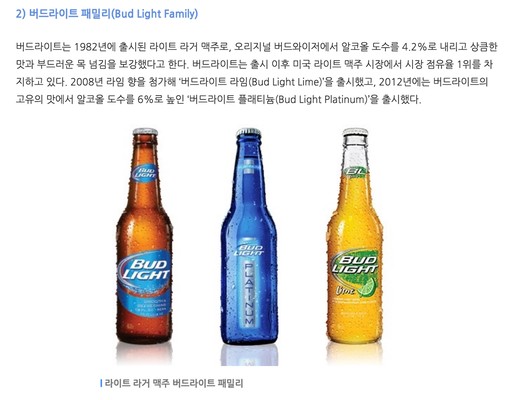 2) 버드라이트 패밀리(Bud Light Family)
버드라이트는 1982년에 출시된 라이트 라거 맥주로, 오리지널 버드와이저에서 알코올 도수를 4.2%로 내리고 상큼한
맛과 부드러운 목 넘김을 보강했다고 한다. 버드라이트는 출시 이후 미국 라이트 맥주 시장에서 시장 점유율 1위를 차
지하고 있다. 2008년 라임 향을 첨가해 '버드라이트 라임(Bud Light Lime)'을 출시했고, 2012년에는 버드라이트의
고유의 맛에서 알코올 도수를 6%로 높인 '버드라이트 플래티늄(Bud Light Platinum)'을 출시했다.
BUD
LIGHT
BUD
LIGHT
BUD
LIGHT
PLATINUM
BL
BUD
LIGHT
Lime
라이트 라거 맥주 버드라이트 패밀리